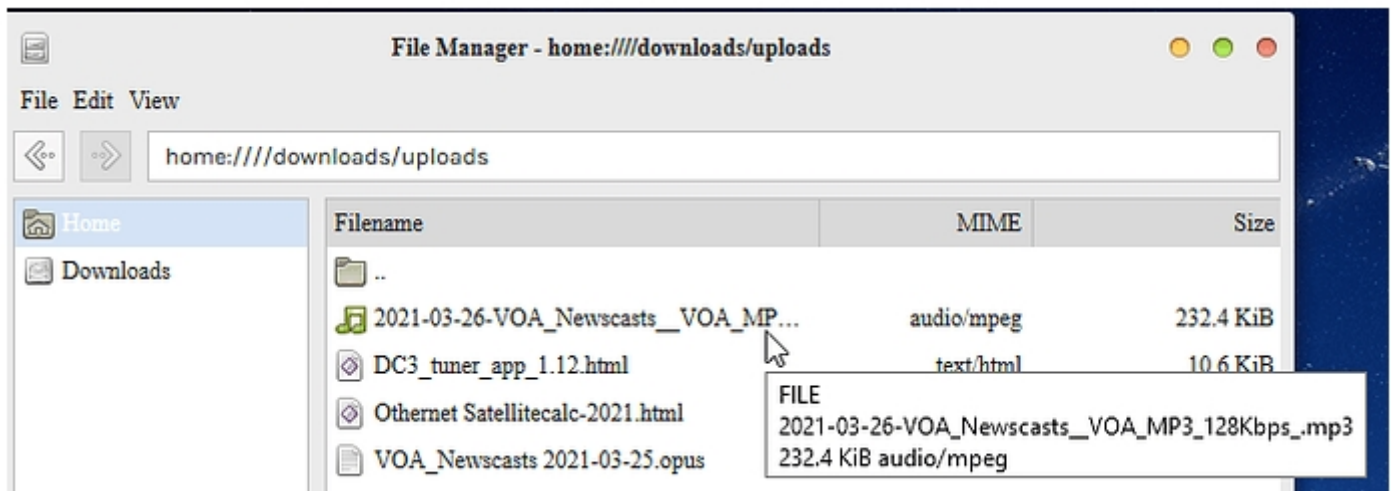 File Manager - home:////downloads/uploads
File Edit View
home:////downloads/uploads
Home
Downloads
Filename MIME Size
..
2021-03-26-VOA_Newscasts__VOA_MP... audio/mpeg 232.4 KiB
DC3_tuner_app_1.12.html text/html 10.6 KiB
Othernet Satellitecalc-2021.html
VOA_Newscasts 2021-03-25.opus
FILE
2021-03-26-VOA_Newscasts__VOA_MP3_128Kbps_.mp3
232.4 KiB audio/mpeg